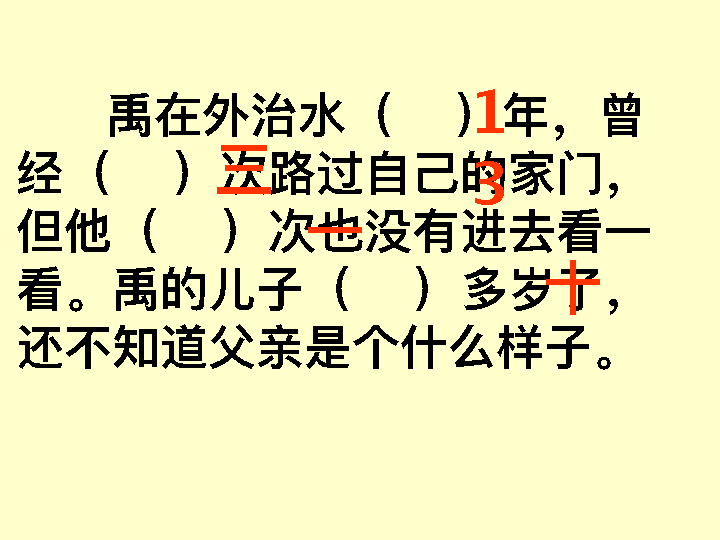 禹在外治水（ ）年，曾
经（ ）次路过自己的家门，
但他（ ）次也没有进去看一
看。禹的儿子（ ）多岁了，
还不知道父亲是个什么样子。
13
三
一
十